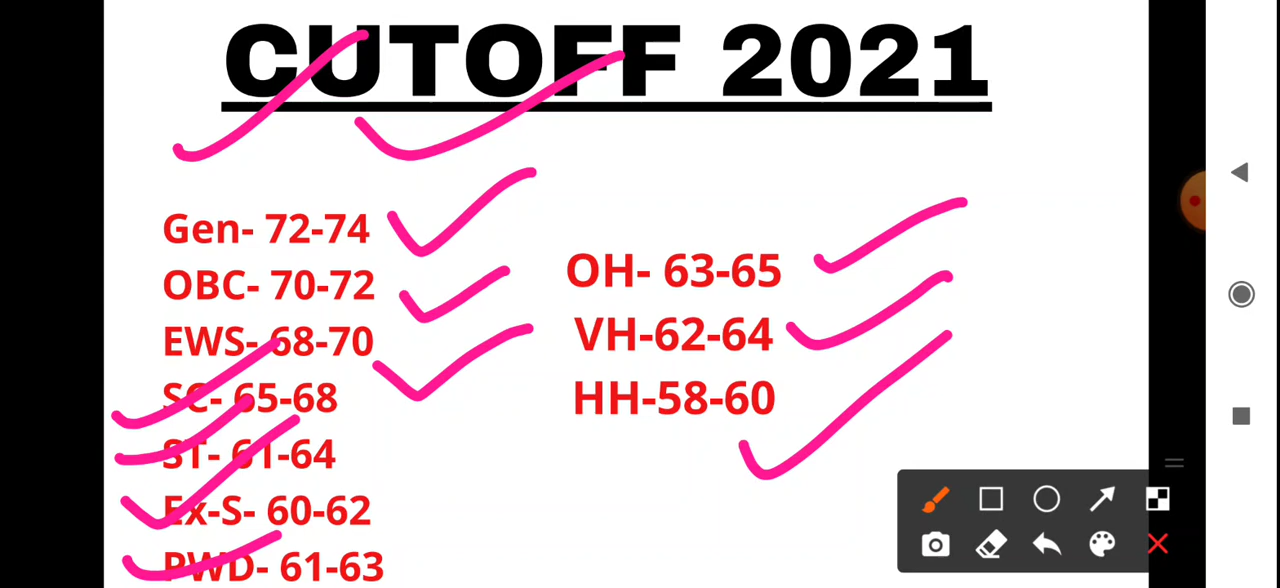 CUTOFF 2021
Gen- 72-74
OBC- 70-72
EWS- 68-70
SC- 65-68
ST- 61-64
Ex-S- 60-62
PWD- 61-63
OH- 63-65
VH-62-64
HH-58-60